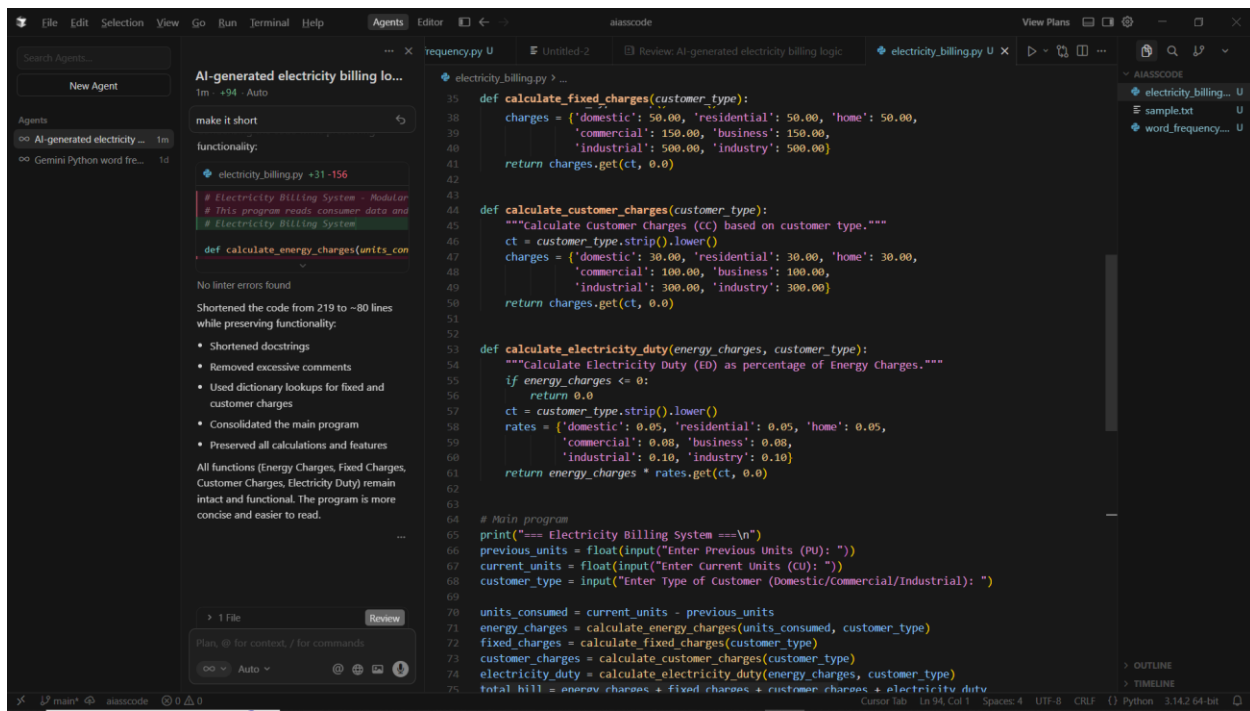 File Edit Selection View Go Run Terminal Help
Agents Editor
aiasscode
View Plans
Search Agents...
New Agent
Agents
AI-generated electricity ... 1m
Gemini Python word fre... 1d
AI-generated electricity billing lo...
1m · +94 · Auto
make it short
functionality:
electricity_billing.py +31 -156
# Electricity Billing System - Modular
# This program reads consumer data and
# Electricity Billing System
def calculate_energy_charges(units_con
No linter errors found
Shortened the code from 219 to ~80 lines
while preserving functionality:
• Shortened docstrings
• Removed excessive comments
• Used dictionary lookups for fixed and
customer charges
• Consolidated the main program
• Preserved all calculations and features
All functions (Energy Charges, Fixed Charges,
Customer Charges, Electricity Duty) remain
intact and functional. The program is more
concise and easier to read.
> 1 File Review
Plan, @ for context, / for commands
Auto
requency.py U Untitled-2 Review: AI-generated electricity billing logic electricity_billing.py U
electricity_billing.py > ...
35 def calculate_fixed_charges(customer_type):
38 charges = {'domestic': 50.00, 'residential': 50.00, 'home': 50.00,
39 'commercial': 150.00, 'business': 150.00,
40 'industrial': 500.00, 'industry': 500.00}
41 return charges.get(ct, 0.0)
42
43
44 def calculate_customer_charges(customer_type):
45 """Calculate Customer Charges (CC) based on customer type."""
46 ct = customer_type.strip().lower()
47 charges = {'domestic': 30.00, 'residential': 30.00, 'home': 30.00,
48 'commercial': 100.00, 'business': 100.00,
49 'industrial': 300.00, 'industry': 300.00}
50 return charges.get(ct, 0.0)
51
52
53 def calculate_electricity_duty(energy_charges, customer_type):
54 """Calculate Electricity Duty (ED) as percentage of Energy Charges."""
55 if energy_charges <= 0:
56 return 0.0
57 ct = customer_type.strip().lower()
58 rates = {'domestic': 0.05, 'residential': 0.05, 'home': 0.05,
59 'commercial': 0.08, 'business': 0.08,
60 'industrial': 0.10, 'industry': 0.10}
61 return energy_charges * rates.get(ct, 0.0)
62
63
64 # Main program
65 print("=== Electricity Billing System ===\n")
66 previous_units = float(input("Enter Previous Units (PU): "))
67 current_units = float(input("Enter Current Units (CU): "))
68 customer_type = input("Enter Type of Customer (Domestic/Commercial/Industrial): ")
69
70 units_consumed = current_units - previous_units
71 energy_charges = calculate_energy_charges(units_consumed, customer_type)
72 fixed_charges = calculate_fixed_charges(customer_type)
73 customer_charges = calculate_customer_charges(customer_type)
74 electricity_duty = calculate_electricity_duty(energy_charges, customer_type)
75 total_bill = energy_charges + fixed_charges + customer_charges + electricity_duty
AIASSCODE
electricity_billing... U
sample.txt U
word_frequency.... U
> OUTLINE
> TIMELINE
main* aiasscode 0 0
Cursor Tab Ln 94, Col 1 Spaces: 4 UTF-8 CRLF {} Python 3.14.2 64-bit